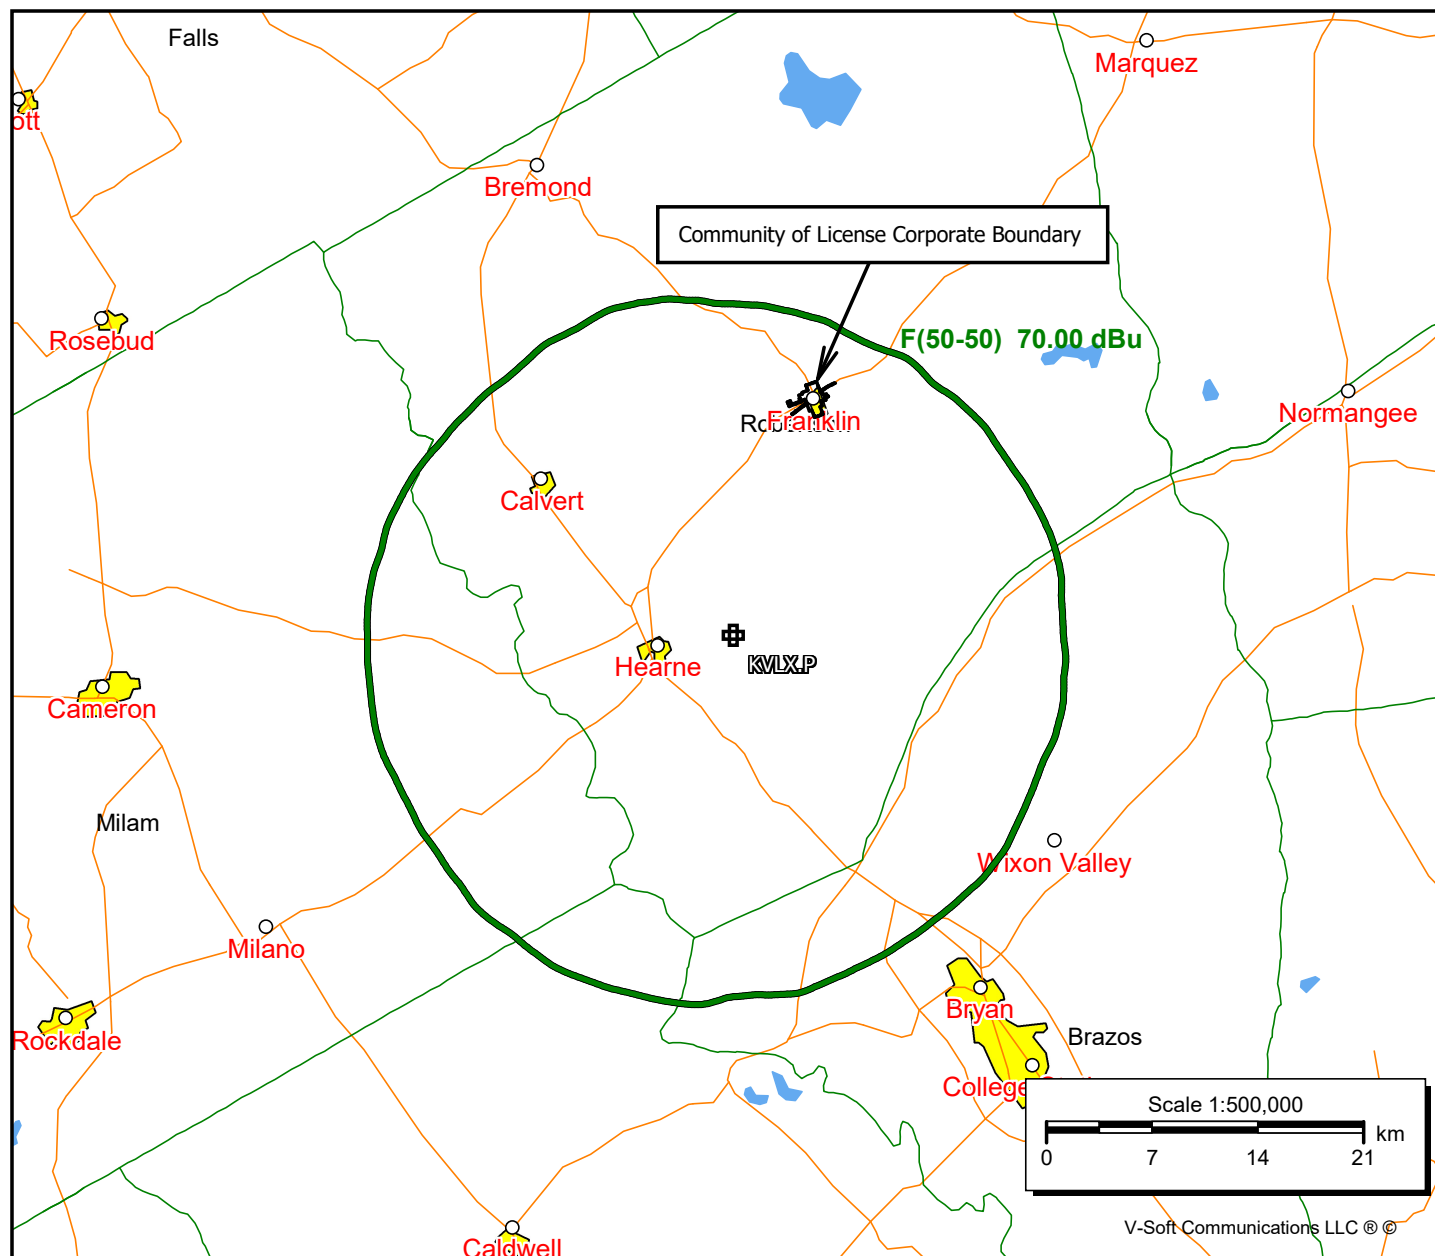 Falls
Marquez
ott
Bremond
Community of License Corporate Boundary
F(50-50) 70.00 dBu
Rosebud
Normangee
Franklin
Calvert
Hearne
KVLX.P
Cameron
Milam
Wixon Valley
Milano
Bryan
Rockdale
Brazos
College
Scale 1:500,000
km
0 7 14 21
V-Soft Communications LLC ® ©
Caldwell